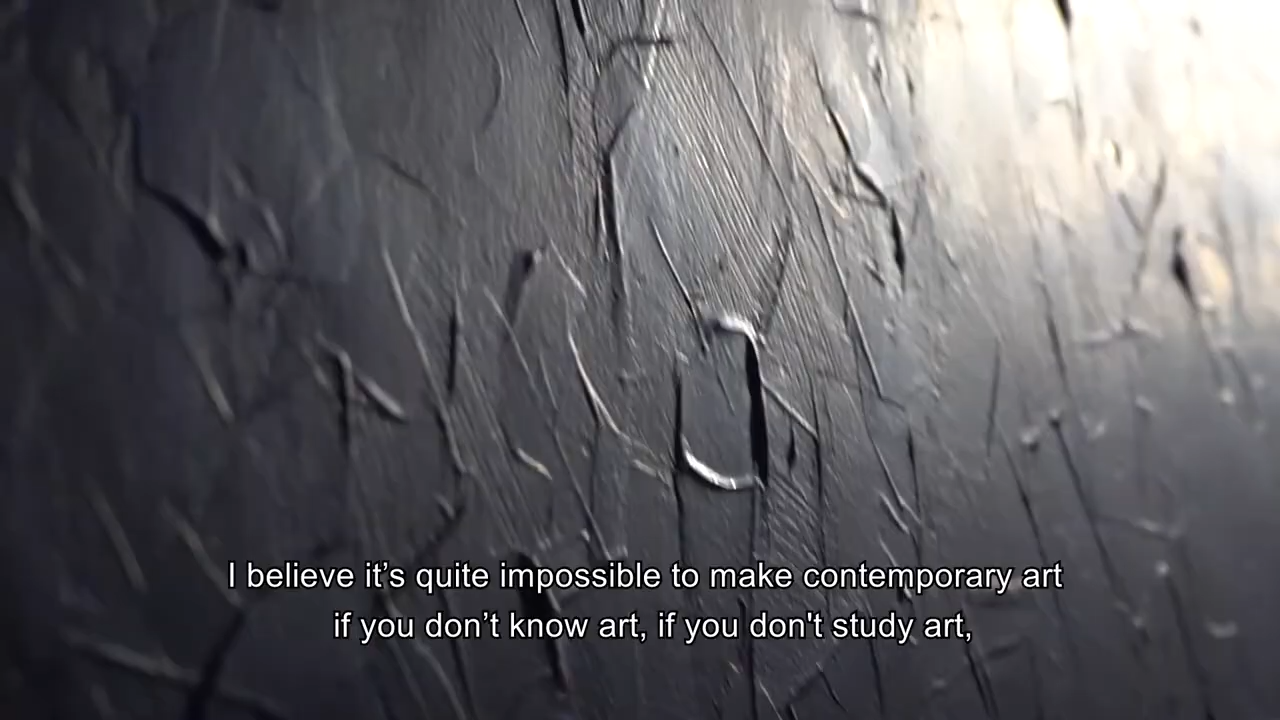 I believe it’s quite impossible to make contemporary art
if you don’t know art, if you don't study art,